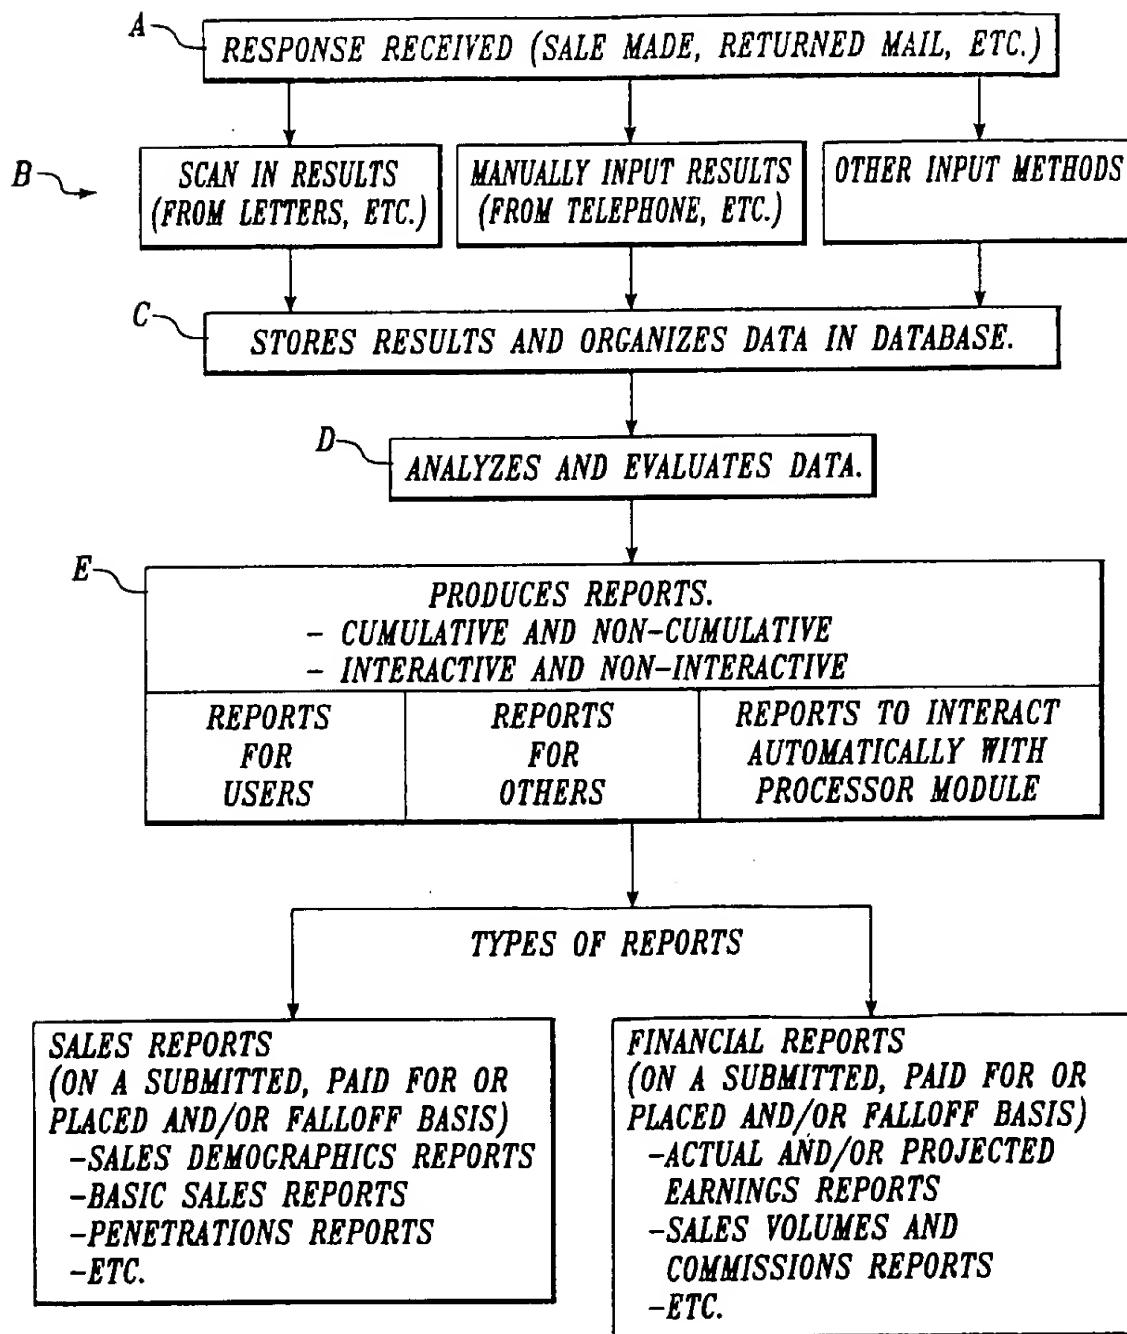 A
RESPONSE RECEIVED (SALE MADE, RETURNED MAIL, ETC.)
B
SCAN IN RESULTS
(FROM LETTERS, ETC.)
MANUALLY INPUT RESULTS
(FROM TELEPHONE, ETC.)
OTHER INPUT METHODS
C
STORES RESULTS AND ORGANIZES DATA IN DATABASE.
D
ANALYZES AND EVALUATES DATA.
E
PRODUCES REPORTS.
- CUMULATIVE AND NON-CUMULATIVE
- INTERACTIVE AND NON-INTERACTIVE
REPORTS
FOR
USERS
REPORTS
FOR
OTHERS
REPORTS TO INTERACT
AUTOMATICALLY WITH
PROCESSOR MODULE
TYPES OF REPORTS
SALES REPORTS
(ON A SUBMITTED, PAID FOR OR
PLACED AND/OR FALLOFF BASIS)
-SALES DEMOGRAPHICS REPORTS
-BASIC SALES REPORTS
-PENETRATIONS REPORTS
-ETC.
FINANCIAL REPORTS
(ON A SUBMITTED, PAID FOR OR
PLACED AND/OR FALLOFF BASIS)
-ACTUAL AND/OR PROJECTED
EARNINGS REPORTS
-SALES VOLUMES AND
COMMISSIONS REPORTS
-ETC.